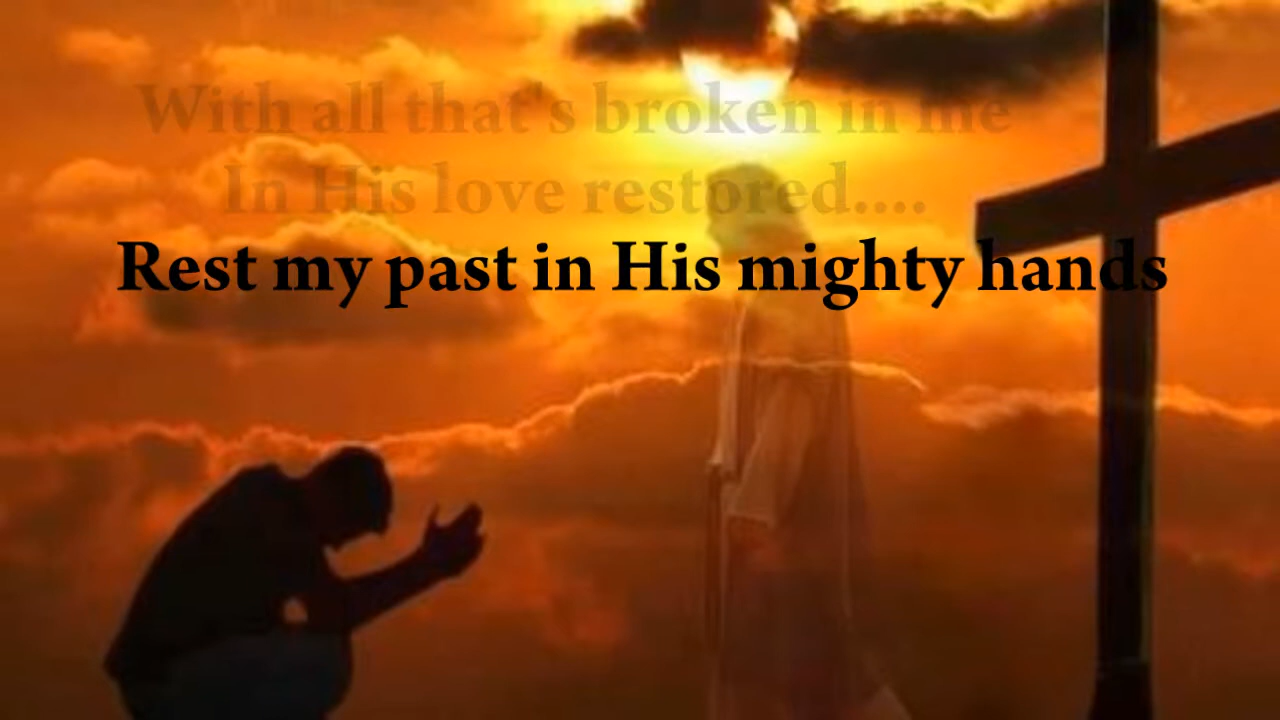 With all that's broken in me
In His love restored....
Rest my past in His mighty hands